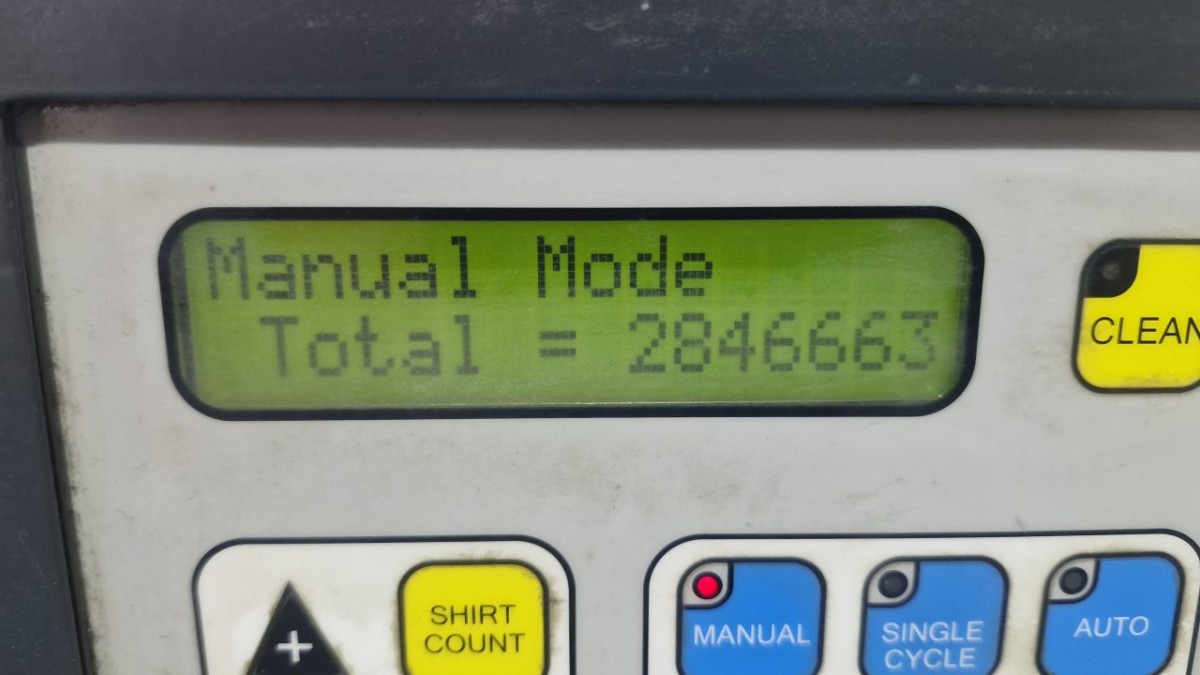 Manual Mode
Total = 2846663
CLEAN
+
SHIRT
COUNT
MANUAL
SINGLE
CYCLE
AUTO